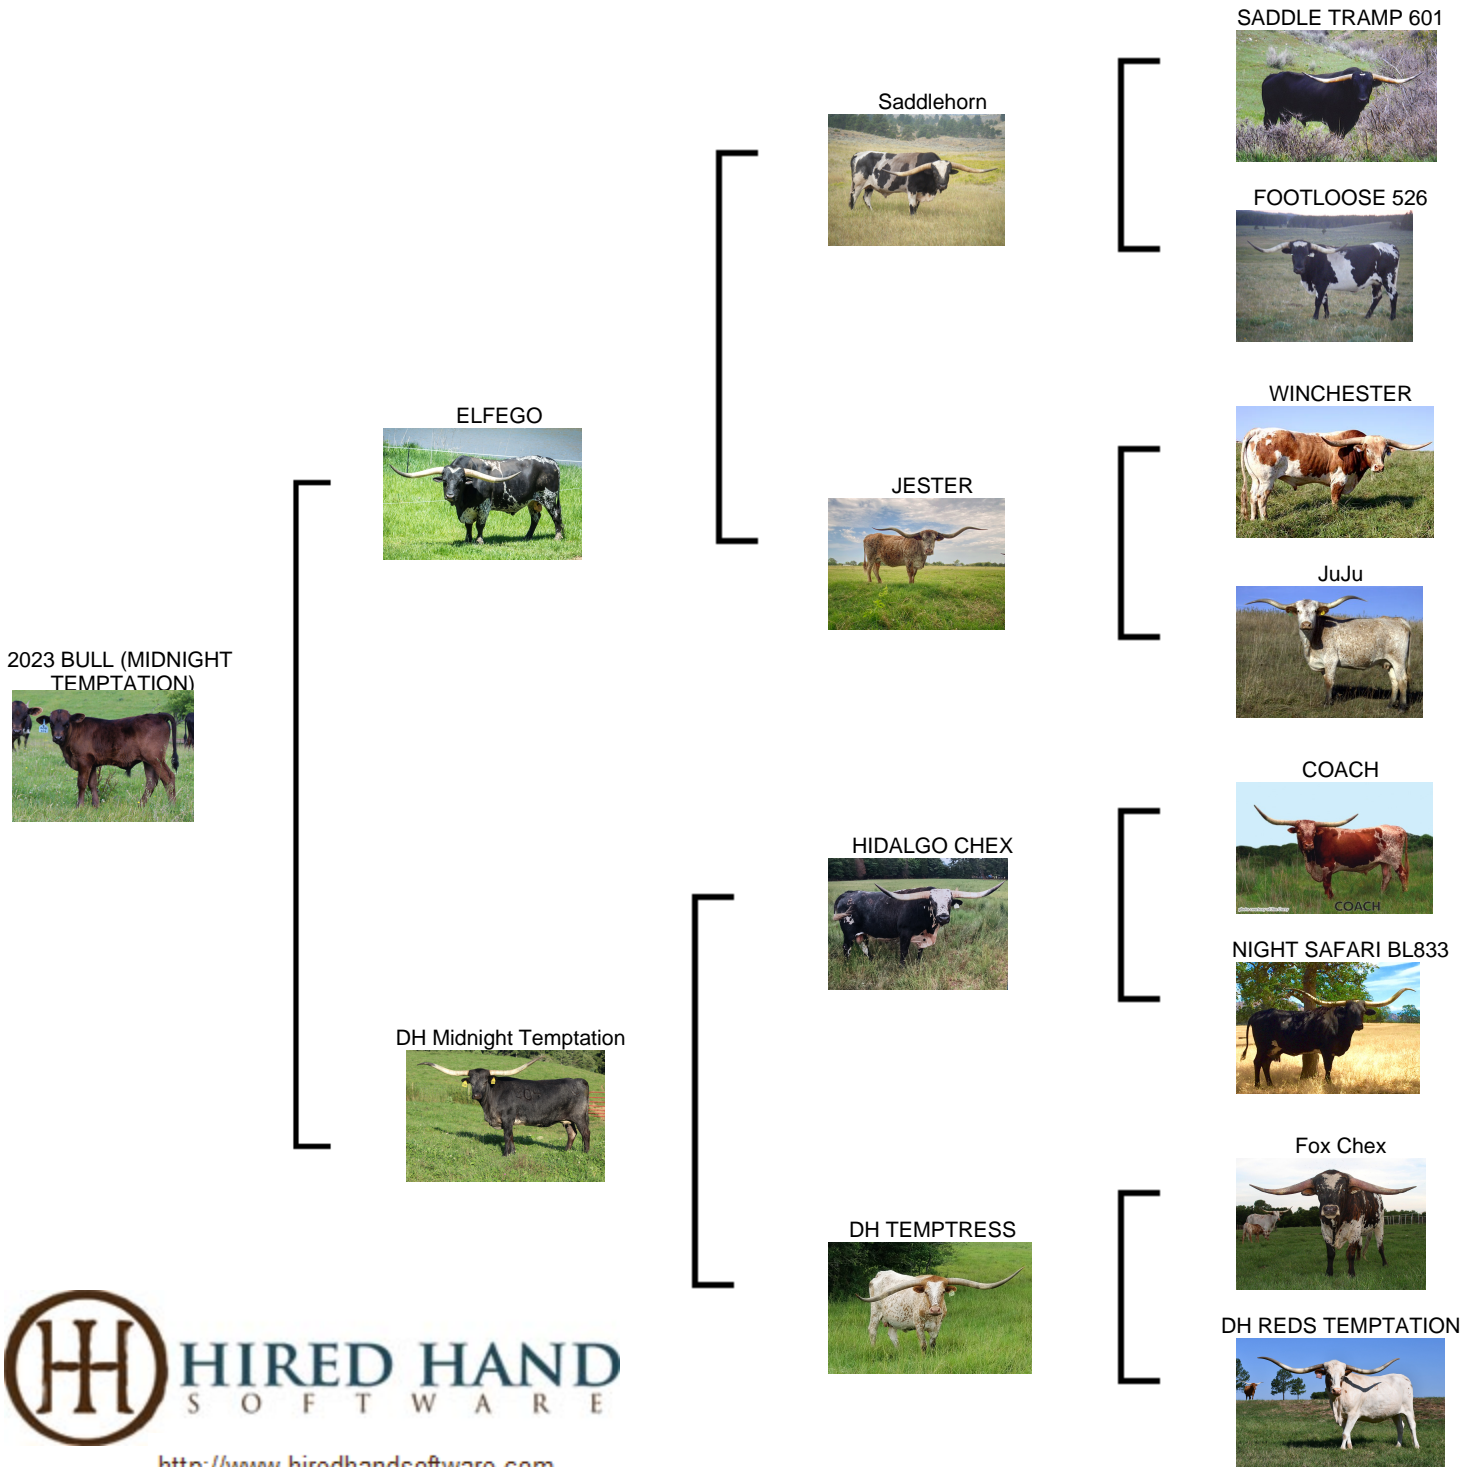 SADDLE TRAMP 601
Saddlehorn
FOOTLOOSE 526
WINCHESTER
ELFEGO
JESTER
JuJu
2023 BULL (MIDNIGHT
TEMPTATION)
COACH
HIDALGO CHEX
COACH
NIGHT SAFARI BL833
DH Midnight Temptation
Fox Chex
DH TEMPTRESS
DH REDS TEMPTATION
HIRED HAND
SOFTWARE
http://www.hiredhandsoftware.com